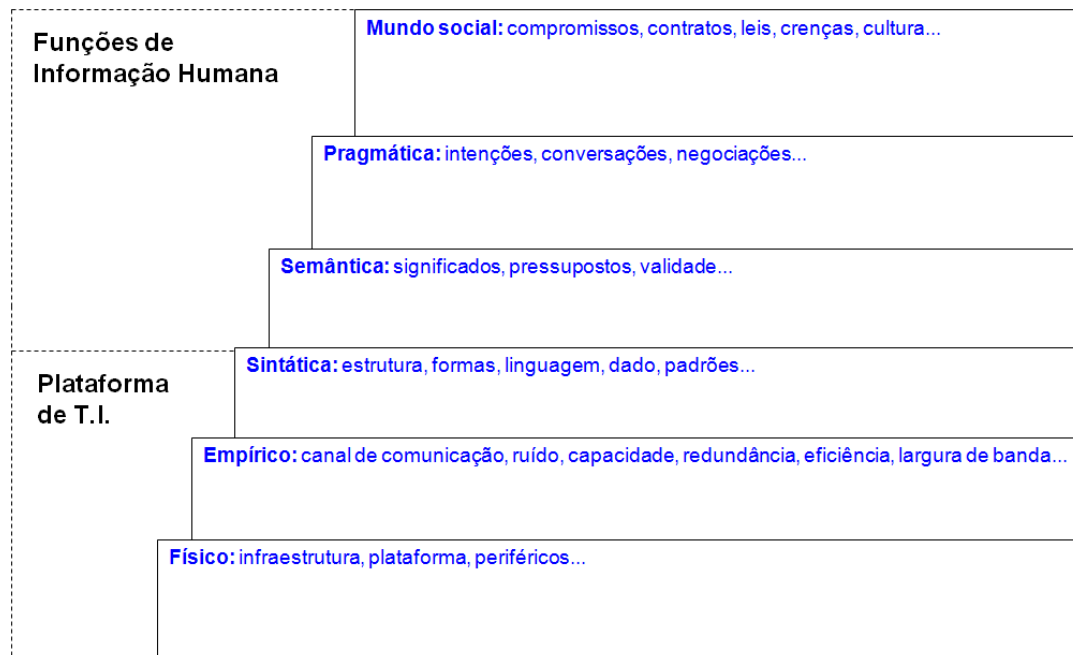 Funções de
Informação Humana
Mundo social: compromissos, contratos, leis, crenças, cultura...
Pragmática: intenções, conversações, negociações...
Semântica: significados, pressupostos, validade...
Plataforma
de T.I.
Sintática: estrutura, formas, linguagem, dado, padrões...
Empírico: canal de comunicação, ruído, capacidade, redundância, eficiência, largura de banda...
Físico: infraestrutura, plataforma, periféricos...